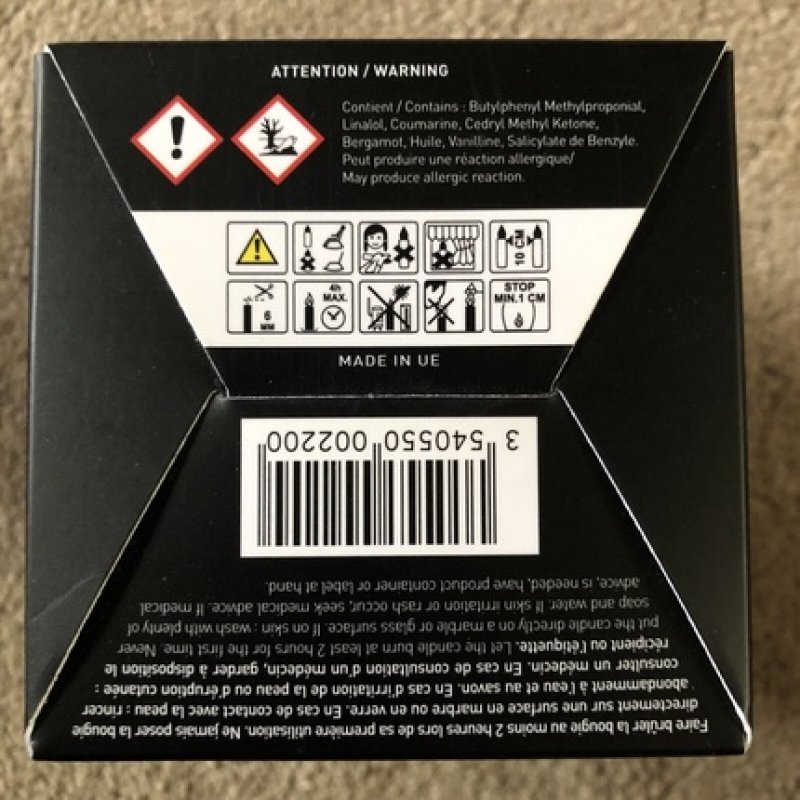 ATTENTION / WARNING
Contient / Contains : Butylphenyl Methylproponial,
Linalol, Coumarine, Cedryl Methyl Ketone,
Bergamot, Huile, Vanilline, Salicylate de Benzyle.
Peut produire une réaction allergique/
May produce allergic reaction.
10 CM
6 MM
4h MAX.
STOP
MIN.1 CM
MADE IN UE
3 540550 002200
Faire brûler la bougie au moins 2 heures lors de sa première utilisation. Ne jamais poser la bougie
directement sur une surface en marbre ou en verre. En cas de contact avec la peau : rincer
abondamment à l'eau et au savon. En cas d'irritation de la peau ou d'éruption cutanée :
consulter un médecin. En cas de consultation d'un médecin, garder à disposition le
récipient ou l'étiquette. Let the candle burn at least 2 hours for the first time. Never
put the candle directly on a marble or glass surface. If on skin : wash with plenty of
soap and water. If skin irritation or rash occur, seek medical advice. If medical
advice, is needed, have product container or label at hand.